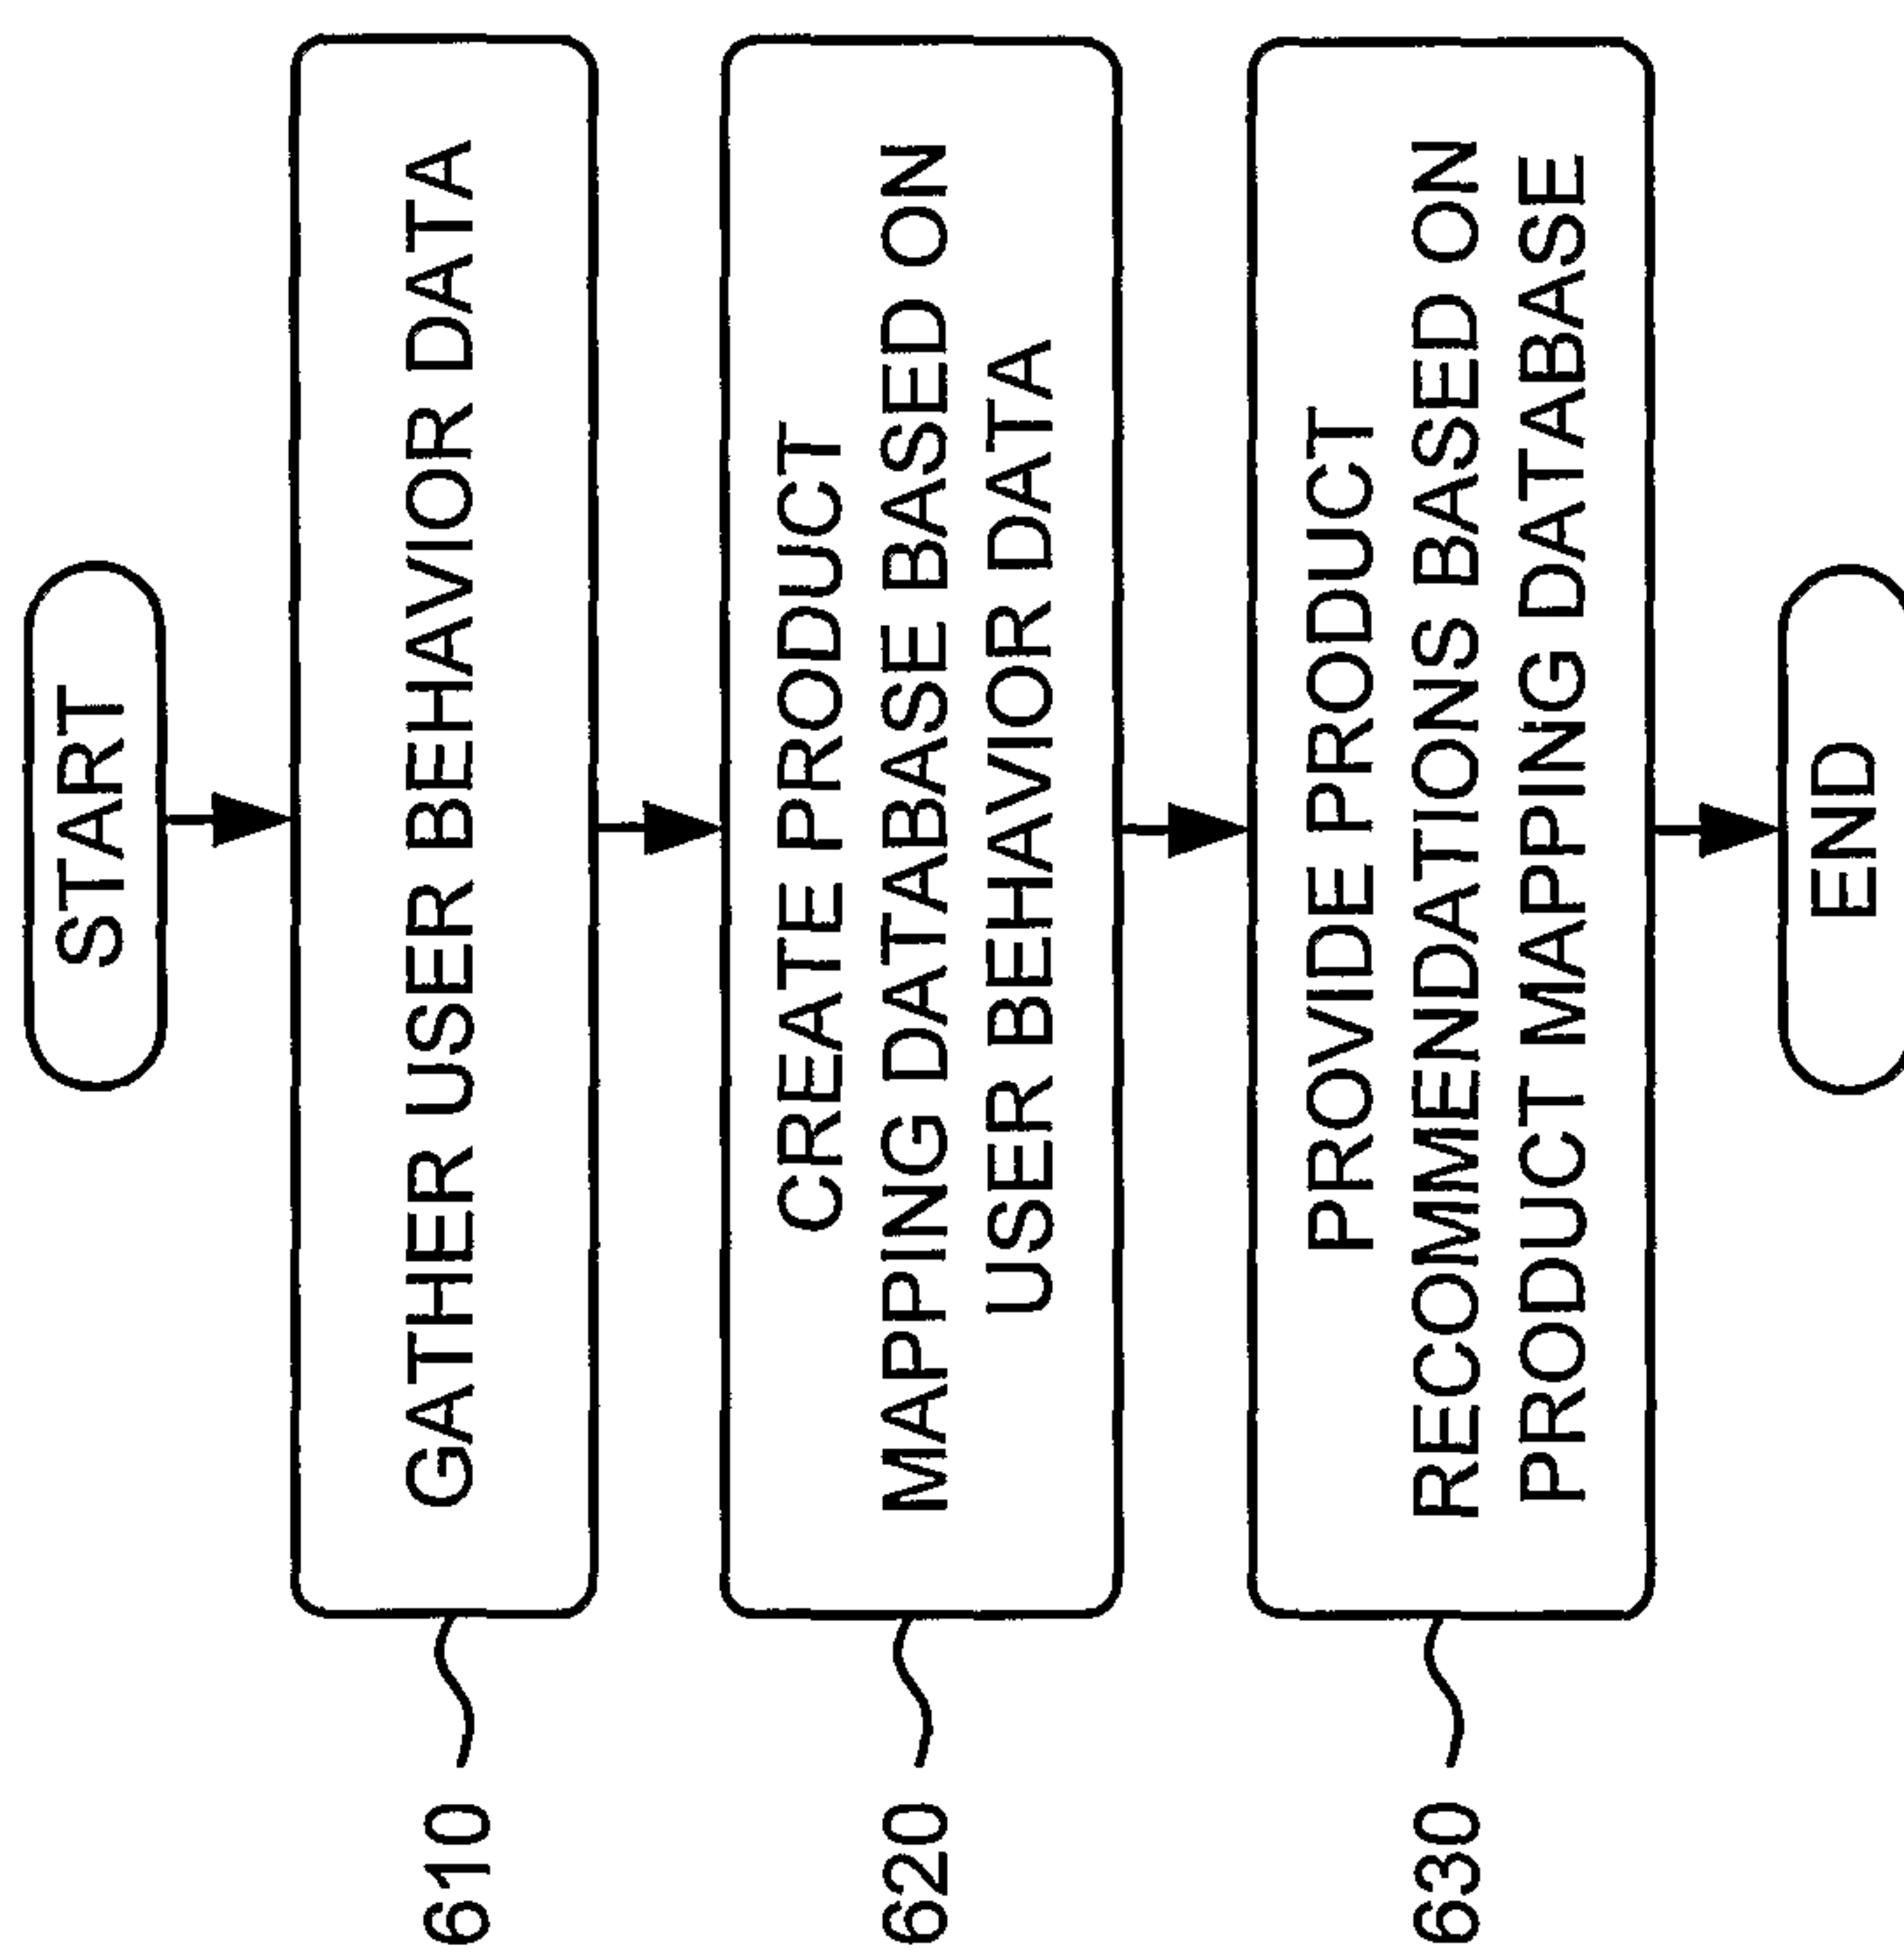 START
GATHER USER BEHAVIOR DATA
610
CREATE PRODUCT
MAPPING DATABASE BASED ON
USER BEHAVIOR DATA
620
PROVIDE PRODUCT
RECOMMENDATIONS BASED ON
PRODUCT MAPPING DATABASE
630
END